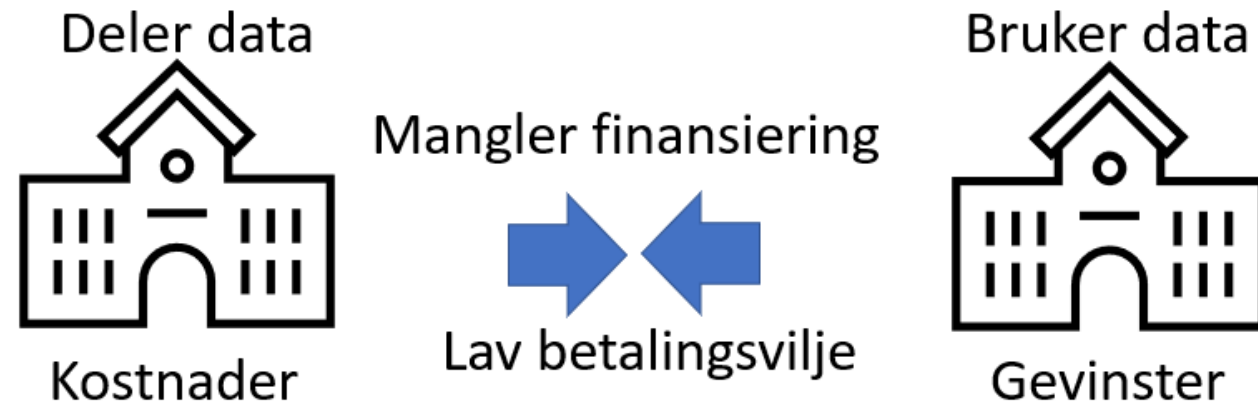 Deler data
Bruker data
Mangler finansiering
Lav betalingsvilje
Kostnader
Gevinster